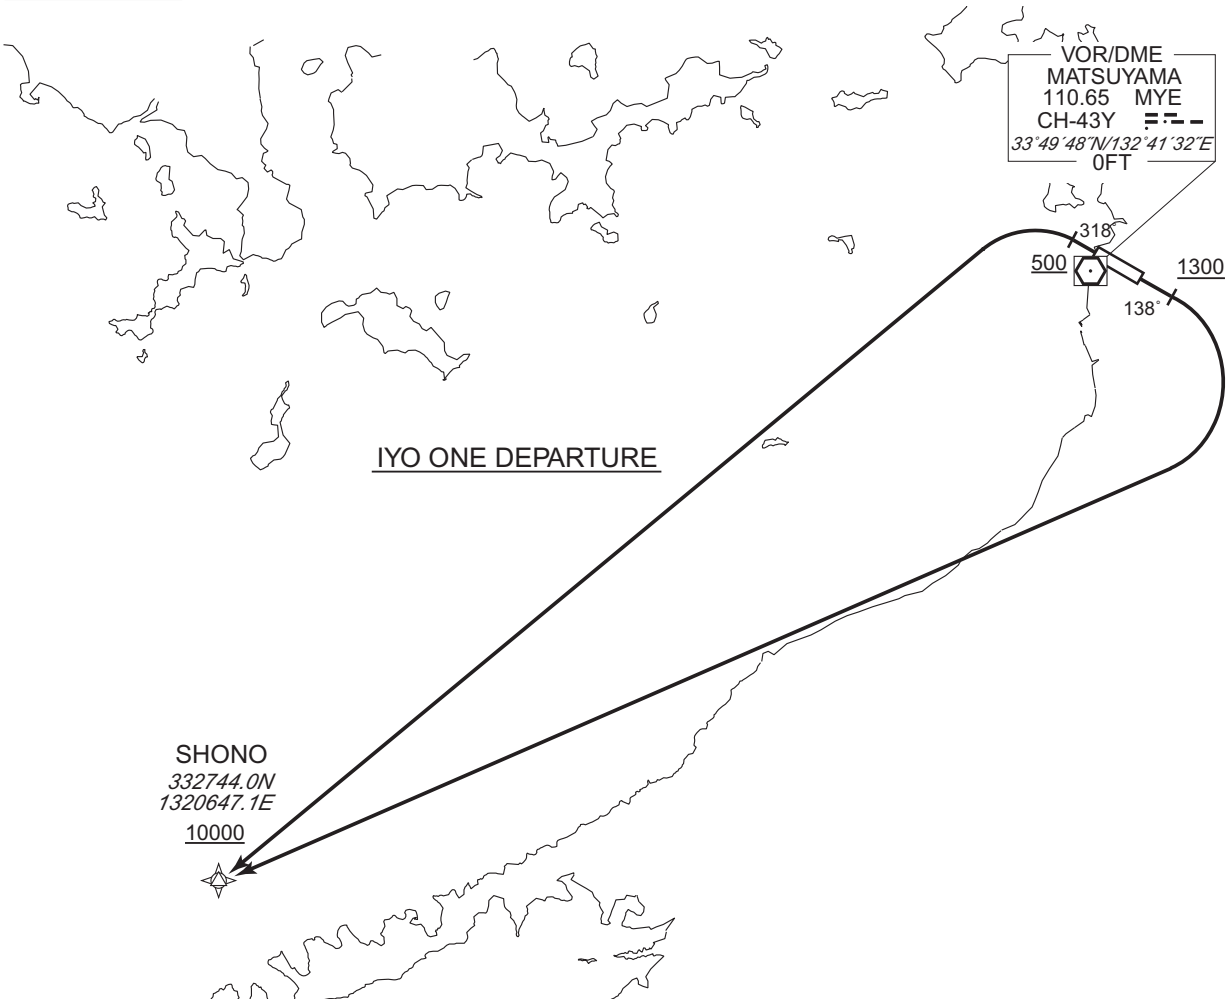 VOR/DME
MATSUYAMA
110.65 MYE
CH-43Y
33°49´48˝N/132°41´32˝E
0FT
318°
500
1300
138°
IYO ONE DEPARTURE
SHONO
332744.0N
1320647.1E
10000